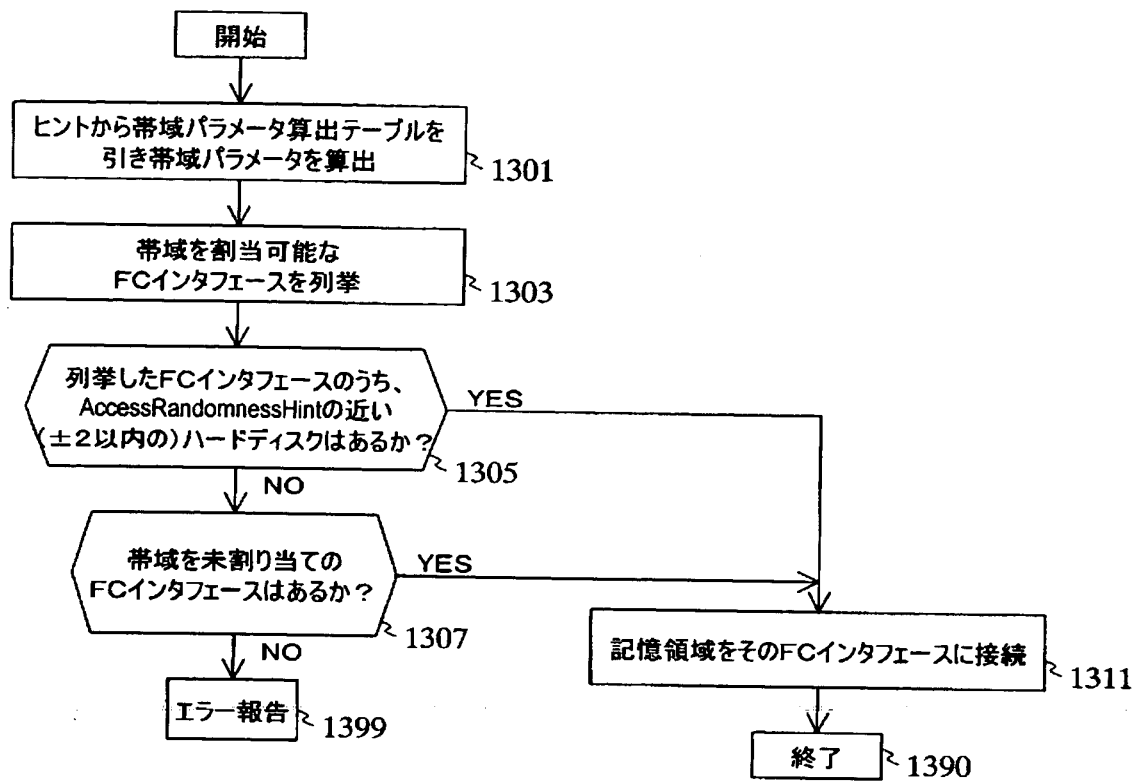 開始
ヒントから帯域パラメータ算出テーブルを
引き帯域パラメータを算出
1301
帯域を割当可能な
FCインタフェースを列挙
1303
列挙したFCインタフェースのうち、
AccessRandomnessHintの近い
(±2以内の)ハードディスクはあるか?
YES
1305
NO
帯域を未割り当ての
FCインタフェースはあるか?
YES
1307
NO
記憶領域をそのFCインタフェースに接続
1311
エラー報告
1399
終了
1390